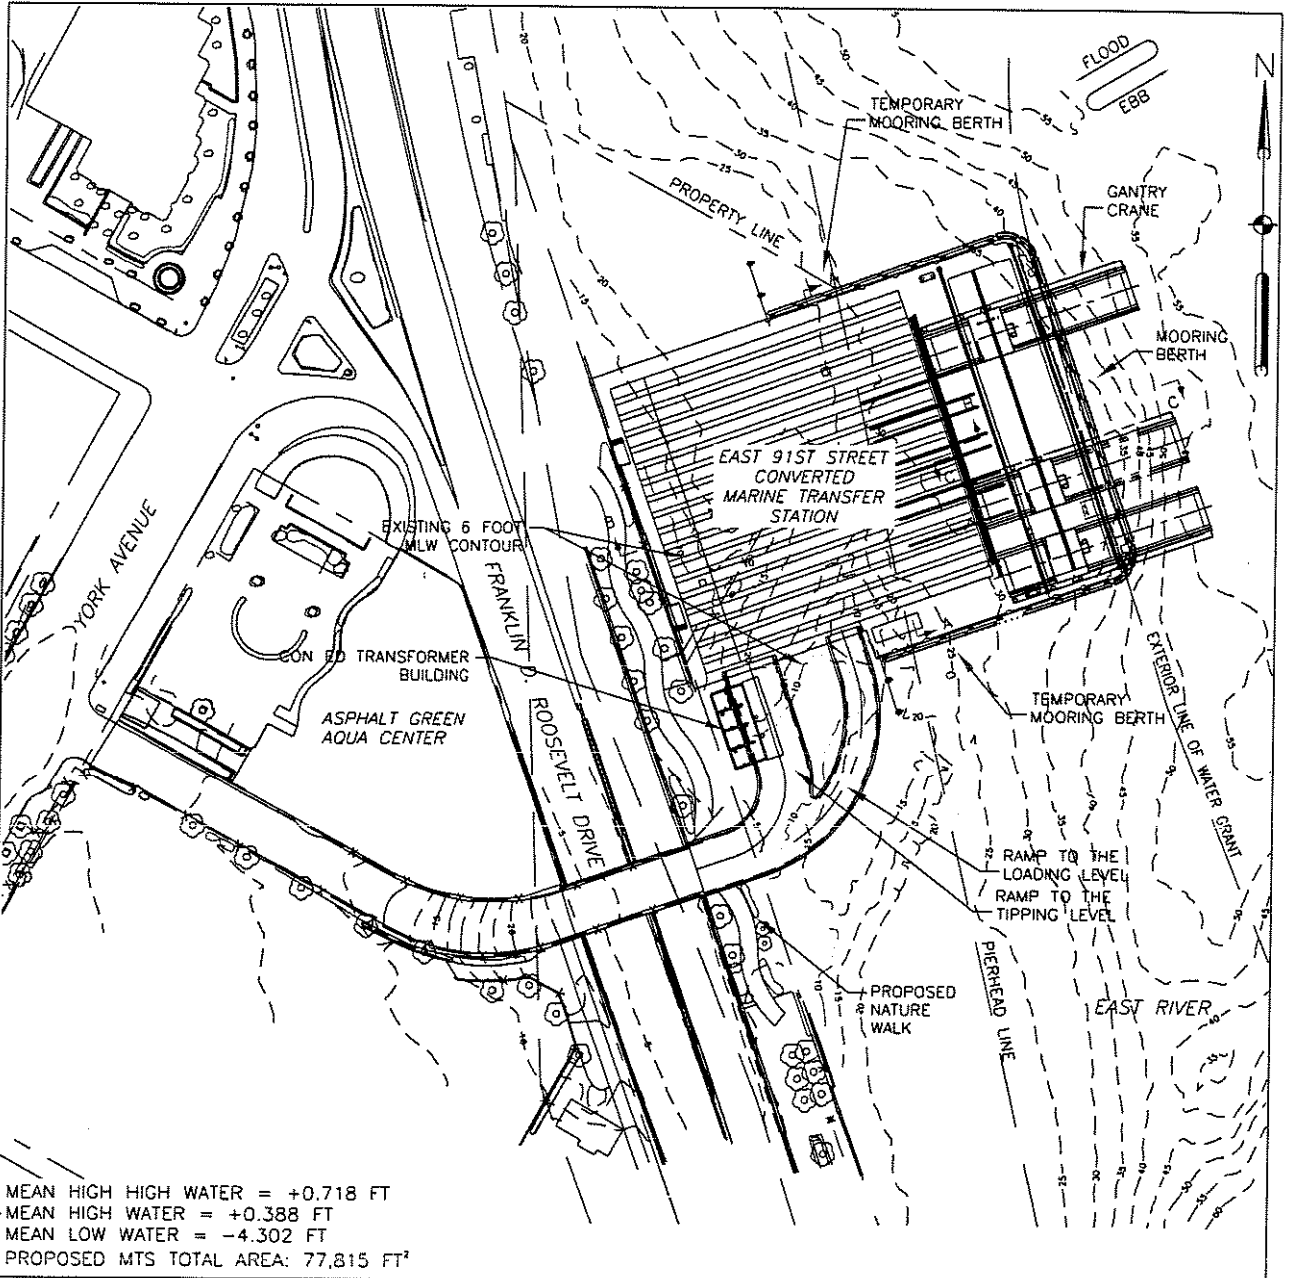 FLOOD
EBB
N
TEMPORARY
MOORING BERTH
PROPERTY LINE
GANTRY
CRANE
MOORING
BERTH
C
EAST 91ST STREET
CONVERTED
MARINE TRANSFER
STATION
YORK AVENUE
EXISTING 6 FOOT
MLW CONTOUR
FRANKLIN D. ROOSEVELT DRIVE
CON ED TRANSFORMER
BUILDING
ASPHALT GREEN
AQUA CENTER
A
TEMPORARY
MOORING BERTH
EXTERIOR LINE OF WATER GRANT
RAMP TO THE
LOADING LEVEL
RAMP TO THE
TIPPING LEVEL
PIERHEAD LINE
PROPOSED
NATURE
WALK
EAST RIVER
MEAN HIGH HIGH WATER = +0.718 FT
MEAN HIGH WATER = +0.388 FT
MEAN LOW WATER = -4.302 FT
PROPOSED MTS TOTAL AREA: 77,815 FT²